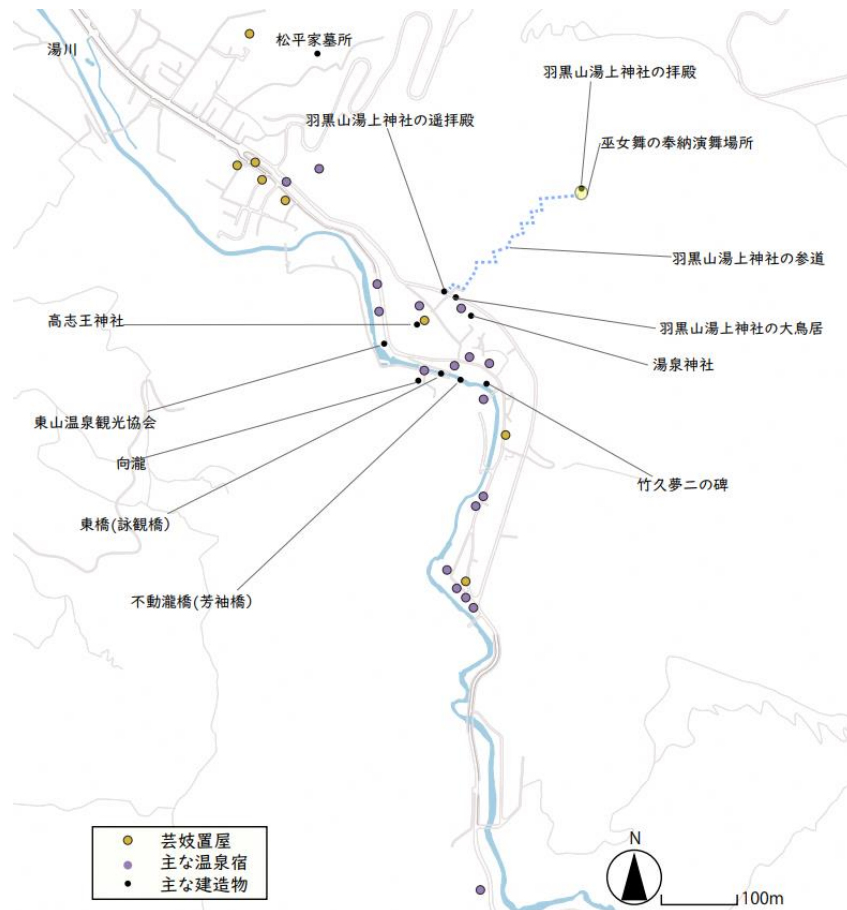 湯川
松平家墓所
羽黒山湯上神社の拝殿
羽黒山湯上神社の遥拝殿
巫女舞の奉納演舞場所
羽黒山湯上神社の参道
高志王神社
羽黒山湯上神社の大鳥居
湯泉神社
東山温泉観光協会
向瀧
竹久夢二の碑
東橋(詠観橋)
不動瀧橋(芳袖橋)
芸妓置屋
主な温泉宿
主な建造物
N
100m